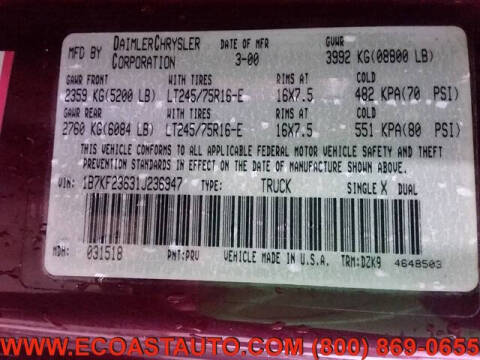 MFD BY DAIMLERCHRYSLER CORPORATION DATE OF MFR 3-00 GVWR 3992 KG(08800 LB)
GAWR FRONT WITH TIRES RIMS AT COLD
2359 KG(5200 LB) LT245/75R16-E 16X7.5 482 KPA(70 PSI)
GAWR REAR WITH TIRES RIMS AT COLD
2760 KG(6084 LB) LT245/75R16-E 16X7.5 551 KPA(80 PSI)
THIS VEHICLE CONFORMS TO ALL APPLICABLE FEDERAL MOTOR VEHICLE SAFETY AND THEFT PREVENTION STANDARDS IN EFFECT ON THE DATE OF MANUFACTURE SHOWN ABOVE.
VIN: 1B7KF23631J236947 TYPE: TRUCK SINGLE X DUAL
MDH: 031518 PNT: PRV VEHICLE MADE IN U.S.A. TRM: DZK9 4648503
WWW.ECOASTAUTO.COM (800) 869-0655